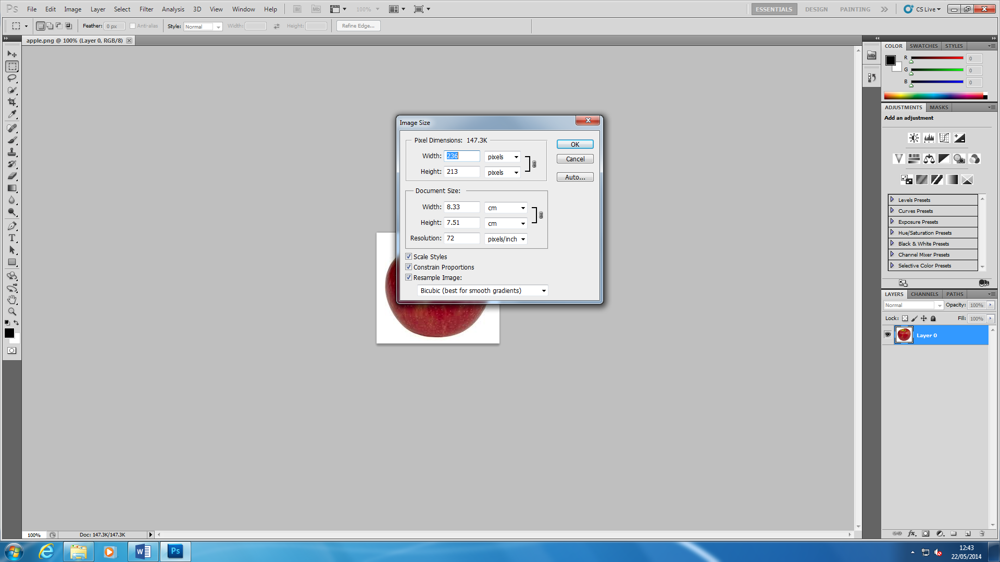 Ps File Edit Image Layer Select Filter Analysis 3D View Window Help Br Mb 100% ESSENTIALS DESIGN PAINTING CS Live
Feather: 0 px Anti-alias Style: Normal Width: Height: Refine Edge...
apple.png @ 100% (Layer 0, RGB/8)
Image Size
Pixel Dimensions: 147.3K
Width: 236 pixels
Height: 213 pixels
OK
Cancel
Auto...
Document Size:
Width: 8.33 cm
Height: 7.51 cm
Resolution: 72 pixels/inch
Scale Styles
Constrain Proportions
Resample Image:
Bicubic (best for smooth gradients)
Mb
COLOR SWATCHES STYLES
R 0
G 0
B 0
ADJUSTMENTS MASKS
Add an adjustment
Levels Presets
Curves Presets
Exposure Presets
Hue/Saturation Presets
Black & White Presets
Channel Mixer Presets
Selective Color Presets
LAYERS CHANNELS PATHS
Normal Opacity: 100%
Lock: Fill: 100%
Layer 0
100% Doc: 147.3K/147.3K
W Ps
12:43
22/05/2014